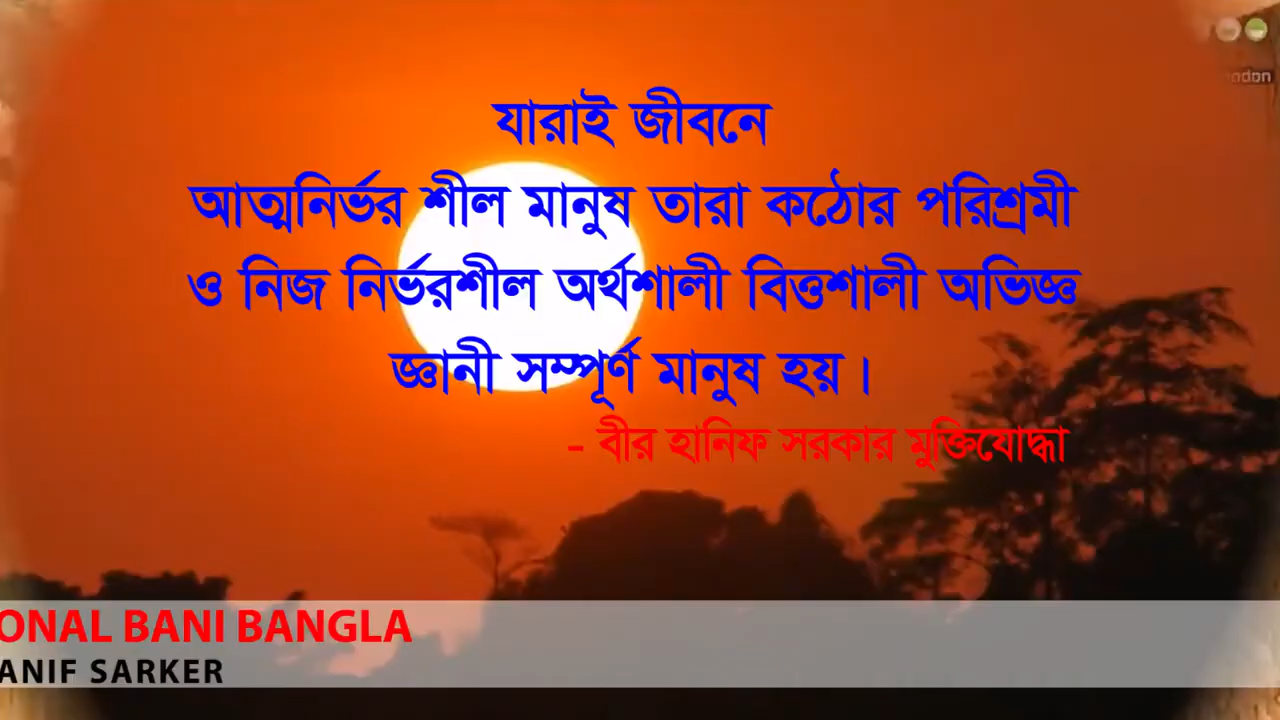 যারাই জীবনে
আত্মনির্ভর শীল মানুষ তারা কঠোর পরিশ্রমী
ও নিজ নির্ভরশীল অর্থশালী বিত্তশালী অভিজ্ঞ
জ্ঞানী সম্পূর্ণ মানুষ হয়।
- বীর হানিফ সরকার মুক্তিযোদ্ধা
ONAL BANI BANGLA
ANIF SARKER